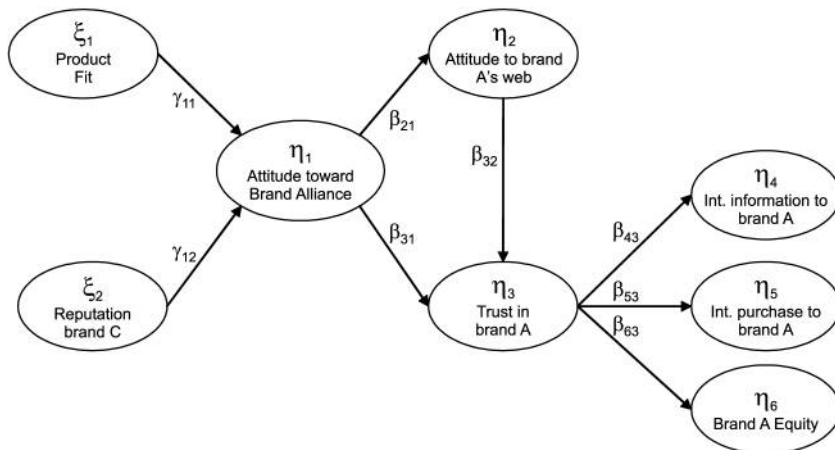 ξ₁
Product
Fit
γ₁₁
η₁
Attitude toward
Brand Alliance
γ₁₂
ξ₂
Reputation
brand C
β₂₁
η₂
Attitude to brand
A's web
β₃₂
β₃₁
η₃
Trust in
brand A
β₄₃
η₄
Int. information to
brand A
β₅₃
η₅
Int. purchase to
brand A
β₆₃
η₆
Brand A Equity